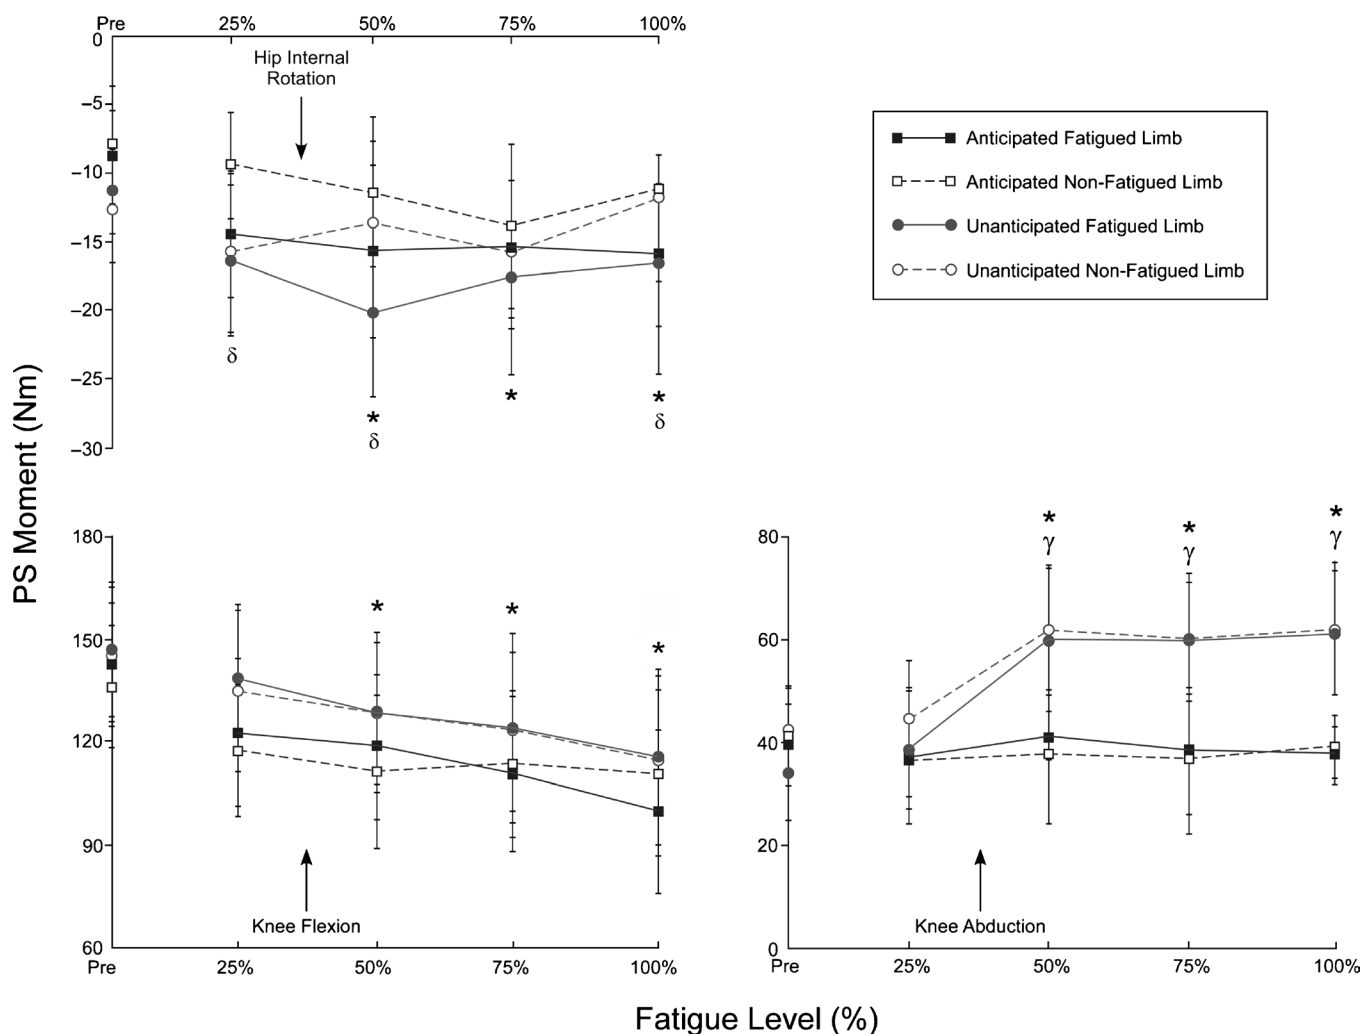 Pre 25% 50% 75% 100%
0
Hip Internal
Rotation
−5
−10
−15
−20
−25
−30
δ
*
δ
*
*
δ
Anticipated Fatigued Limb
Anticipated Non-Fatigued Limb
Unanticipated Fatigued Limb
Unanticipated Non-Fatigued Limb
PS Moment (Nm)
180
150
120
90
60
*
*
*
Knee Flexion
Pre 25% 50% 75% 100%
80
60
40
20
0
*
γ
*
γ
*
γ
Knee Abduction
Pre 25% 50% 75% 100%
Fatigue Level (%)